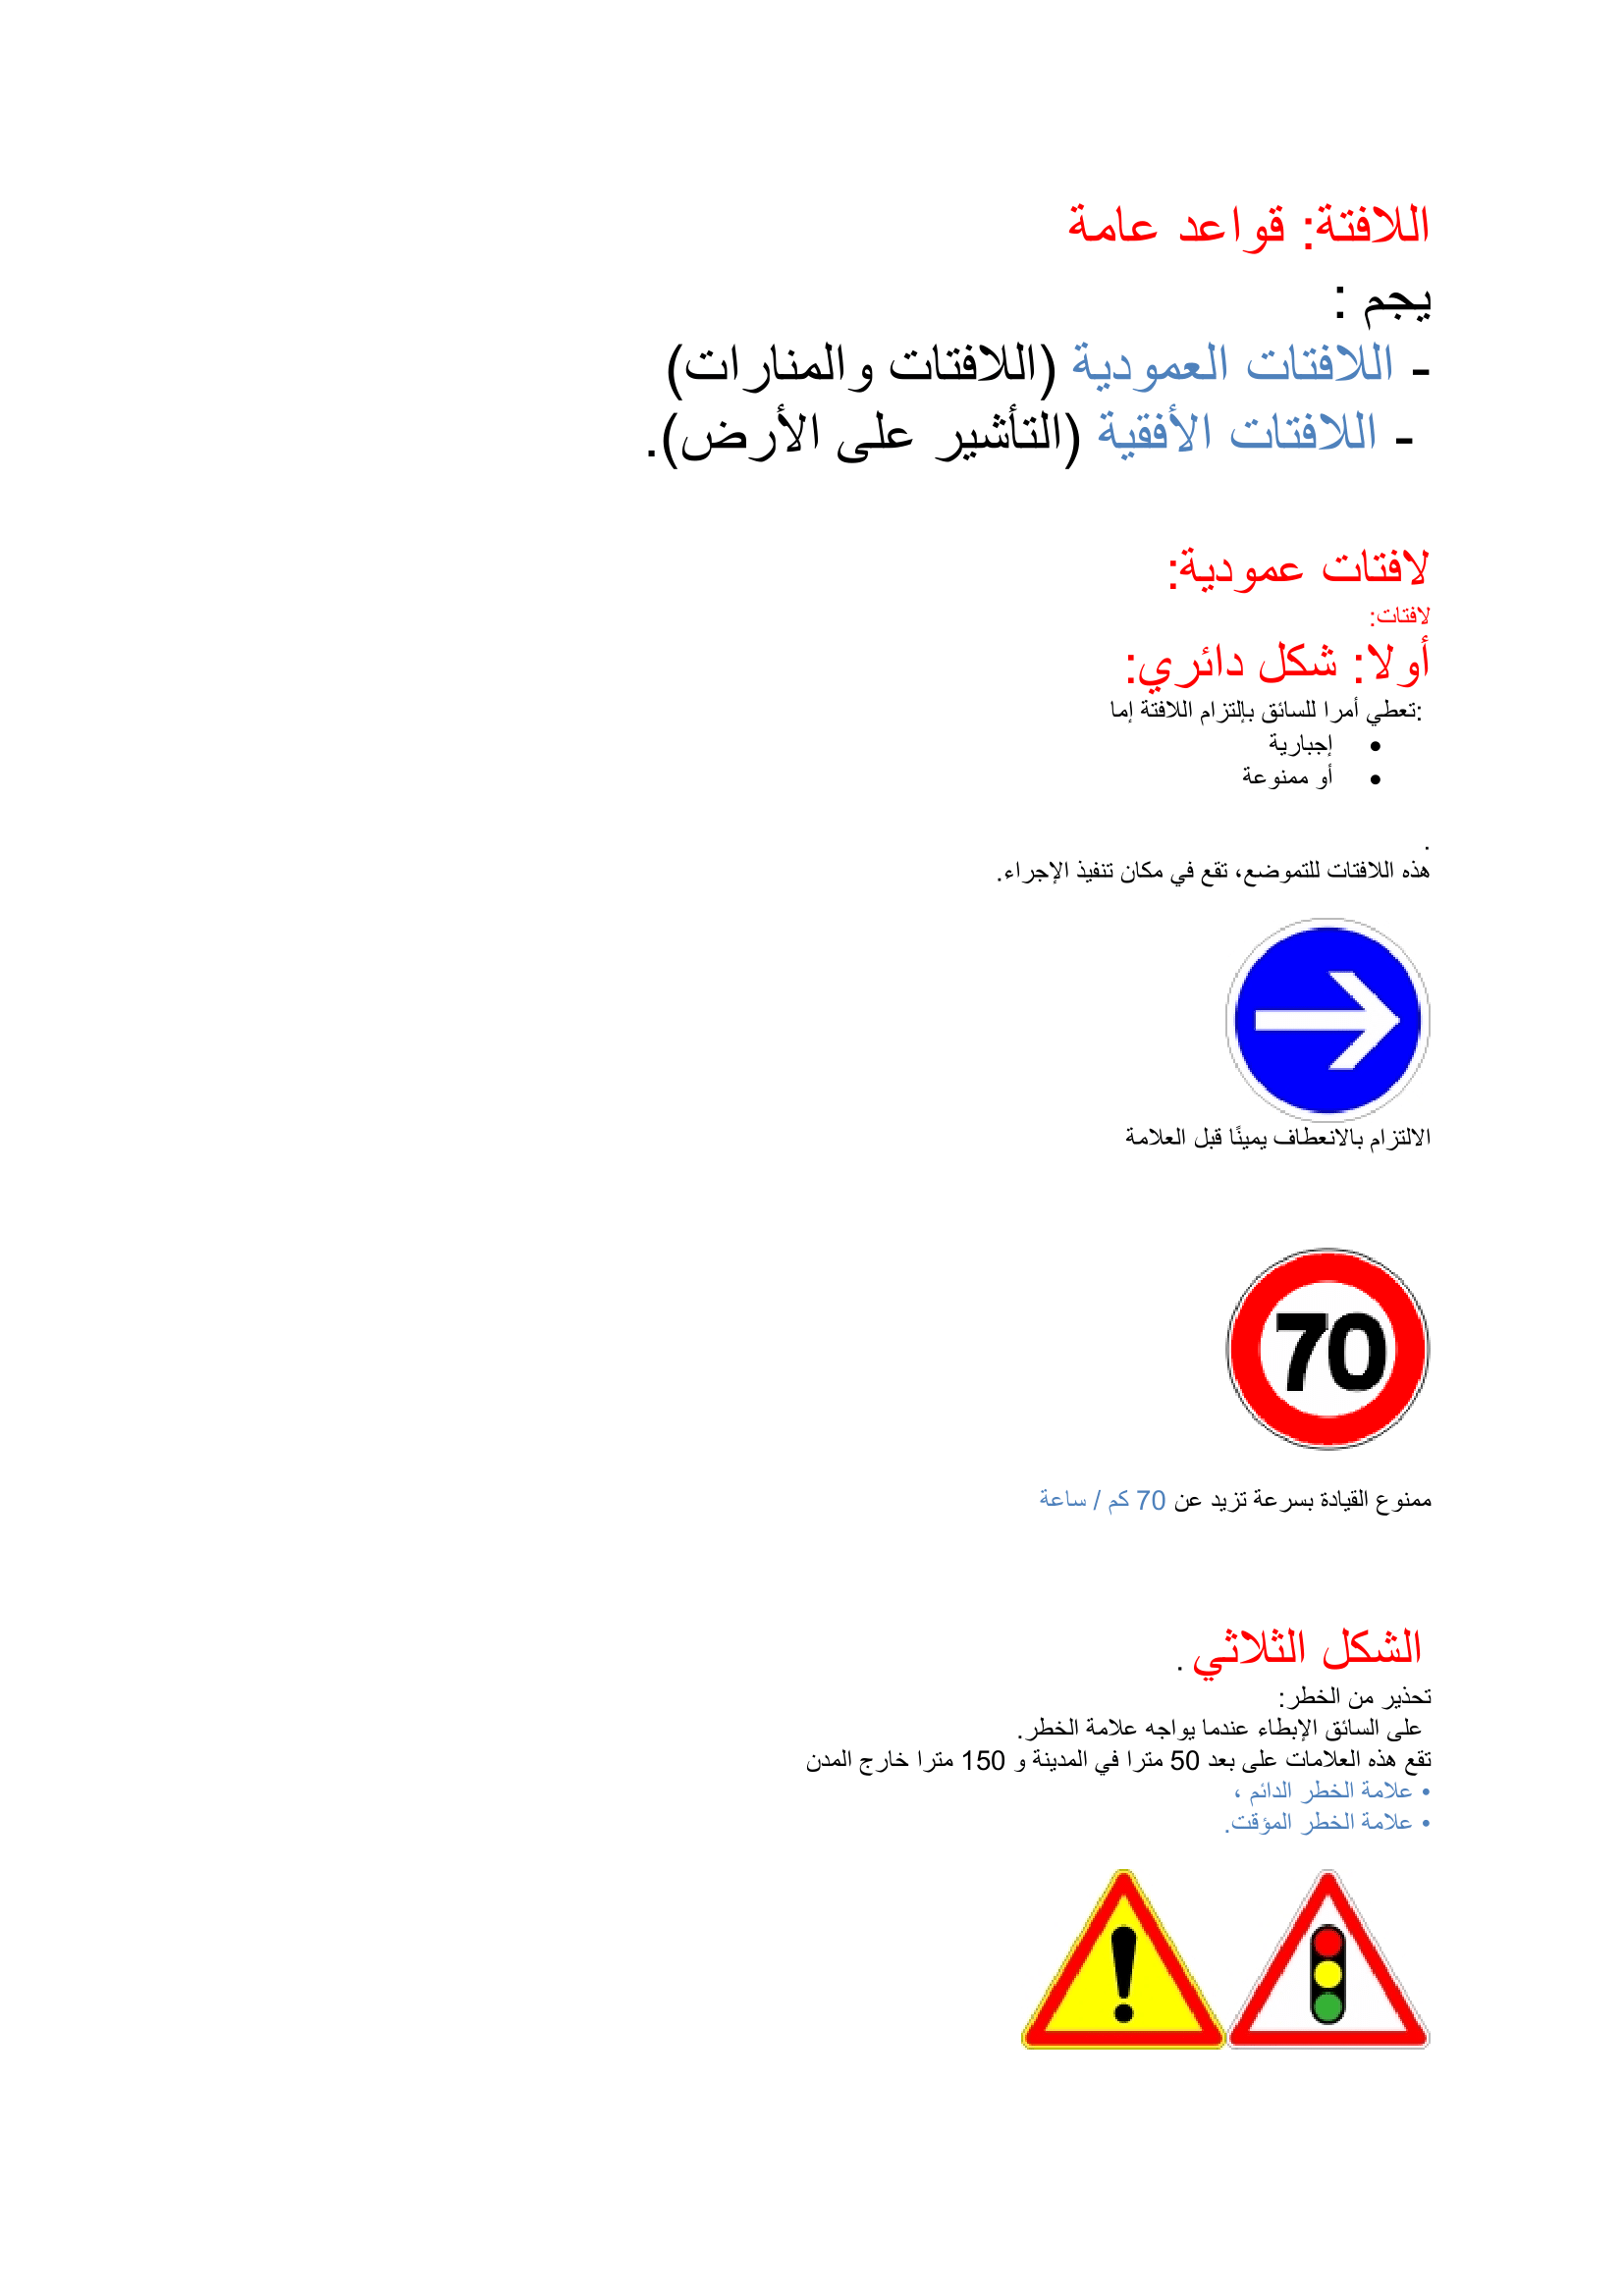 اللافتة: قواعد عامة
يجم :
- اللافتات العمودية (اللافتات والمنارات)
- اللافتات الأفقية (التأشير على الأرض).
لافتات عمودية:
لافتات:
أولا: شكل دائري:
:تعطي أمرا للسائق بإلتزام اللافتة إما
• إجبارية
• أو ممنوعة
.
هذه اللافتات للتموضع، تقع في مكان تنفيذ الإجراء.
الالتزام بالانعطاف يمينًا قبل العلامة
70
ممنوع القيادة بسرعة تزيد عن 70 كم / ساعة
الشكل الثلاثي .
تحذير من الخطر:
على السائق الإبطاء عندما يواجه علامة الخطر.
تقع هذه العلامات على بعد 50 مترا في المدينة و 150 مترا خارج المدن
• علامة الخطر الدائم ،
• علامة الخطر المؤقت.
!